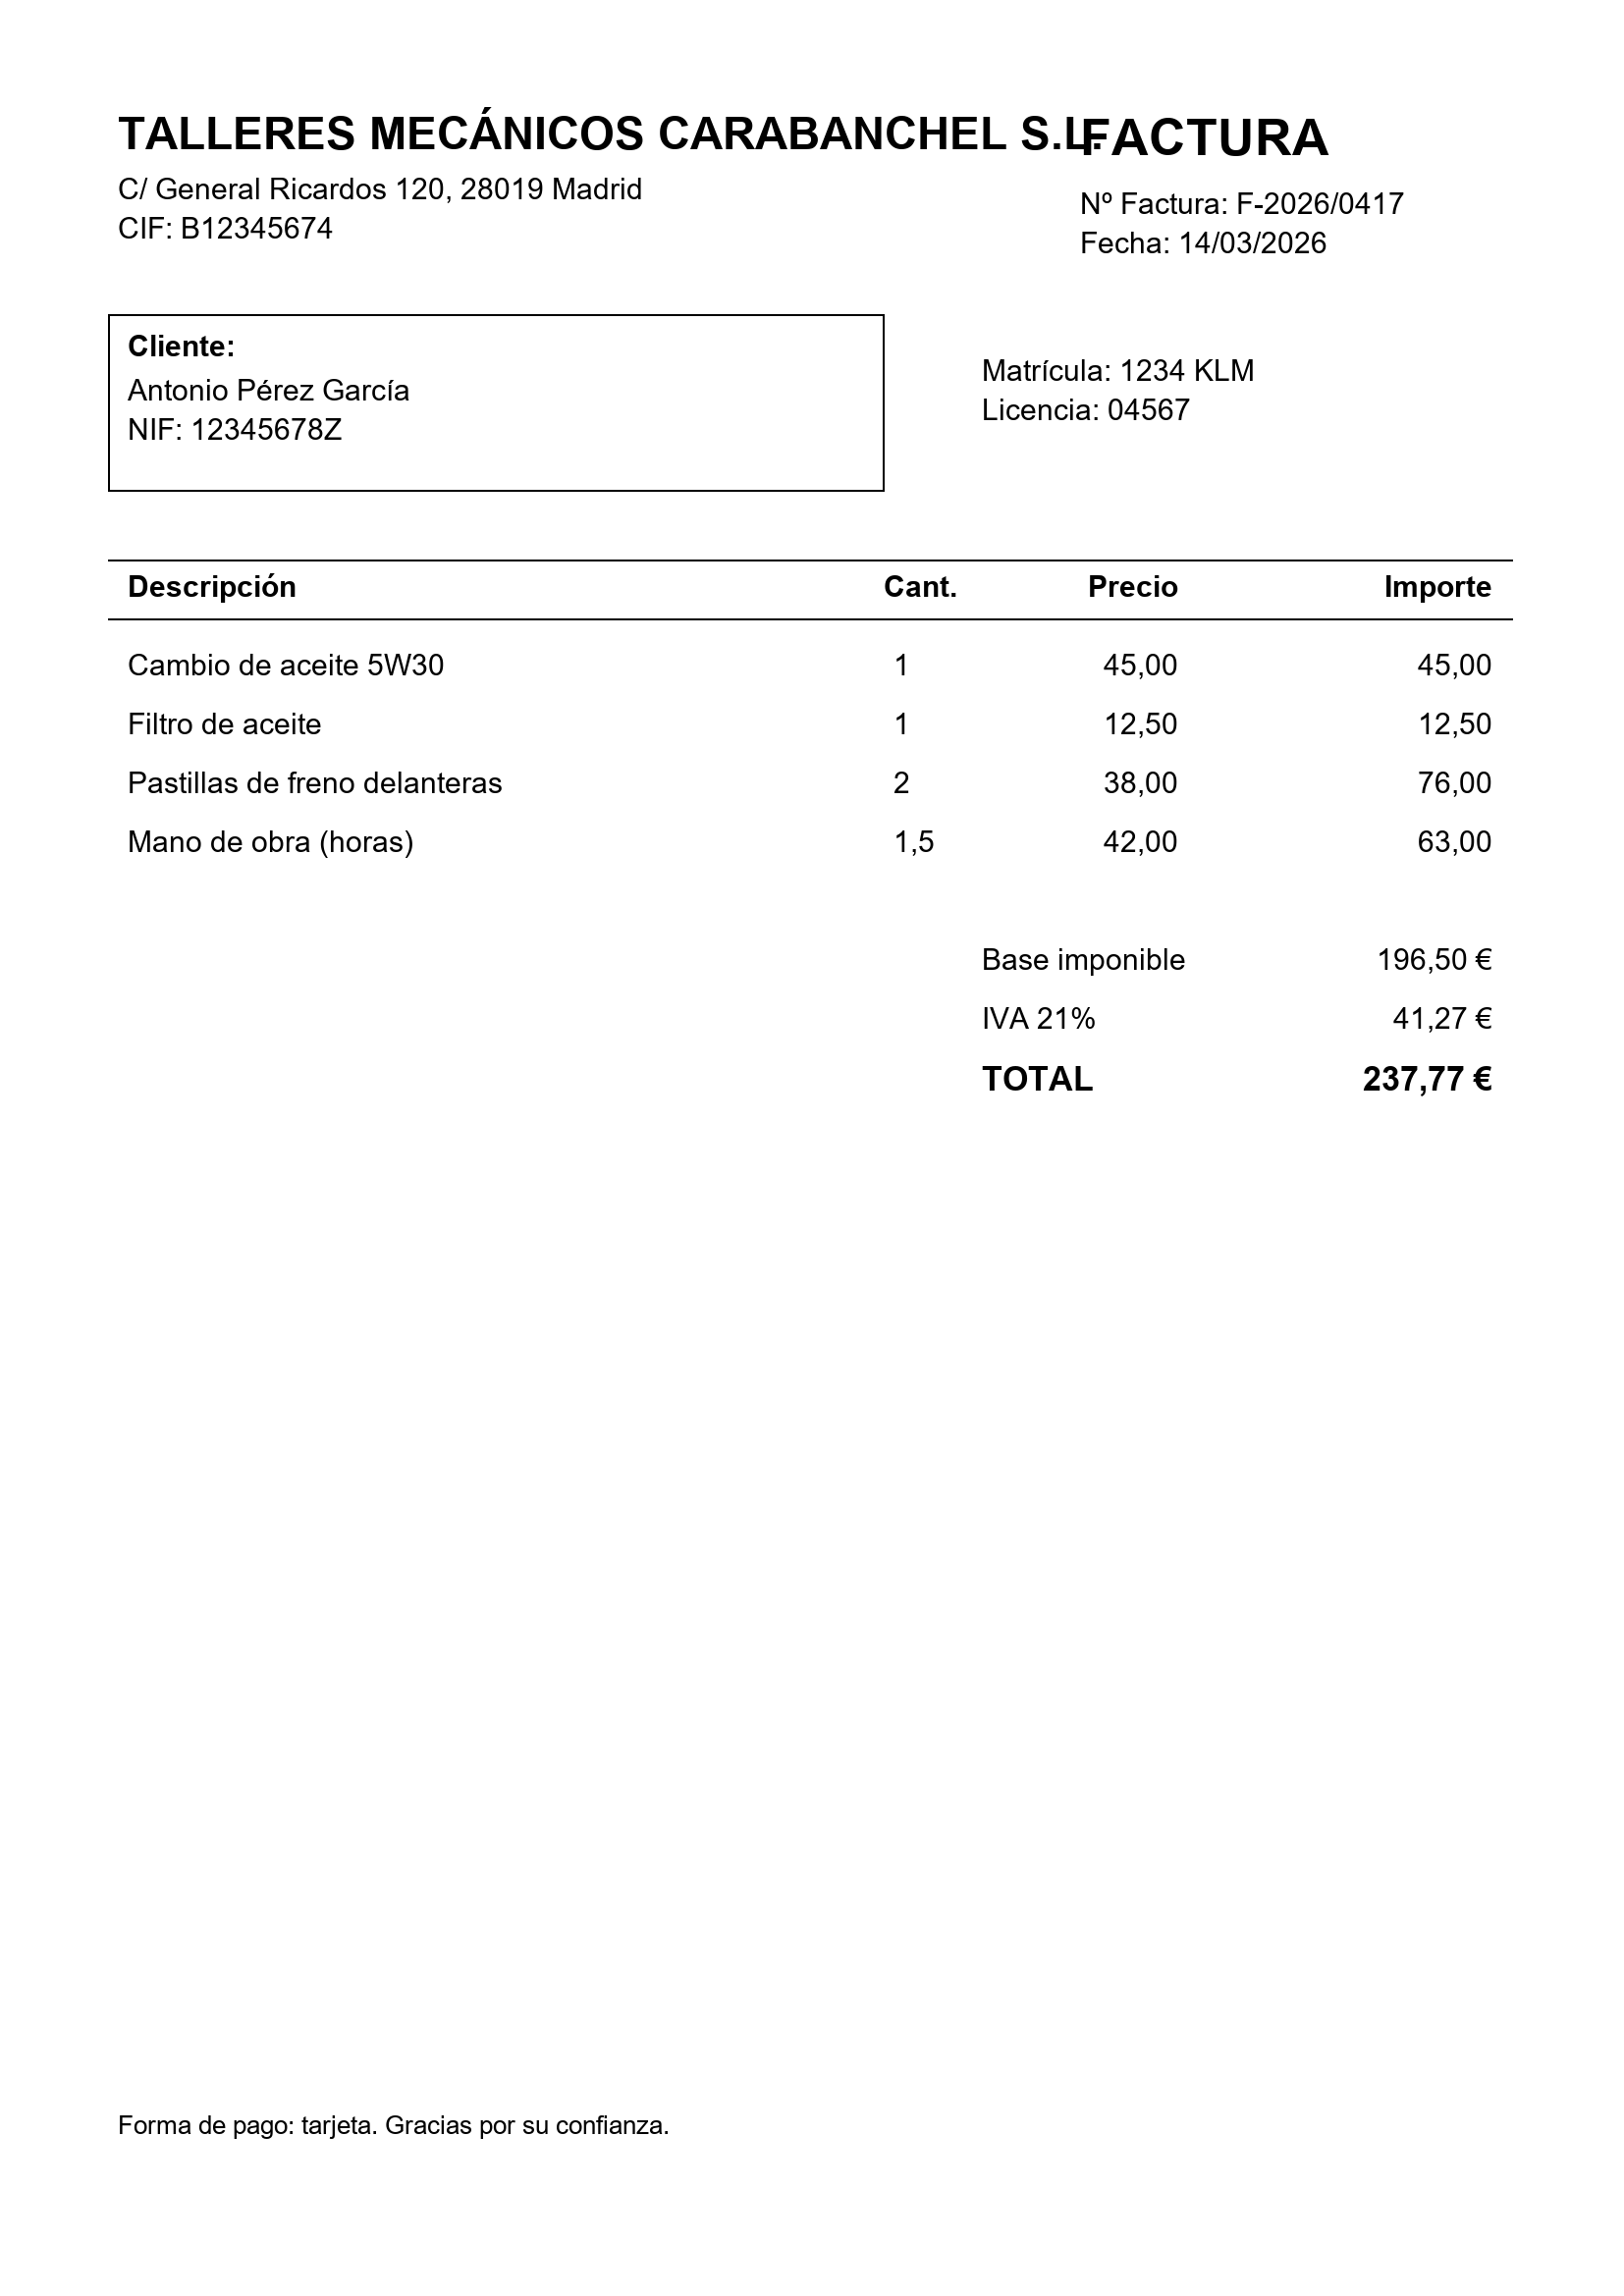 TALLERES MECÁNICOS CARABANCHEL S.L.
FACTURA
C/ General Ricardos 120, 28019 Madrid
CIF: B12345674
Nº Factura: F-2026/0417
Fecha: 14/03/2026
Cliente:
Antonio Pérez García
NIF: 12345678Z
Matrícula: 1234 KLM
Licencia: 04567
Descripción Cant. Precio Importe
Cambio de aceite 5W30 1 45,00 45,00
Filtro de aceite 1 12,50 12,50
Pastillas de freno delanteras 2 38,00 76,00
Mano de obra (horas) 1,5 42,00 63,00
Base imponible 196,50 €
IVA 21% 41,27 €
TOTAL 237,77 €
Forma de pago: tarjeta. Gracias por su confianza.